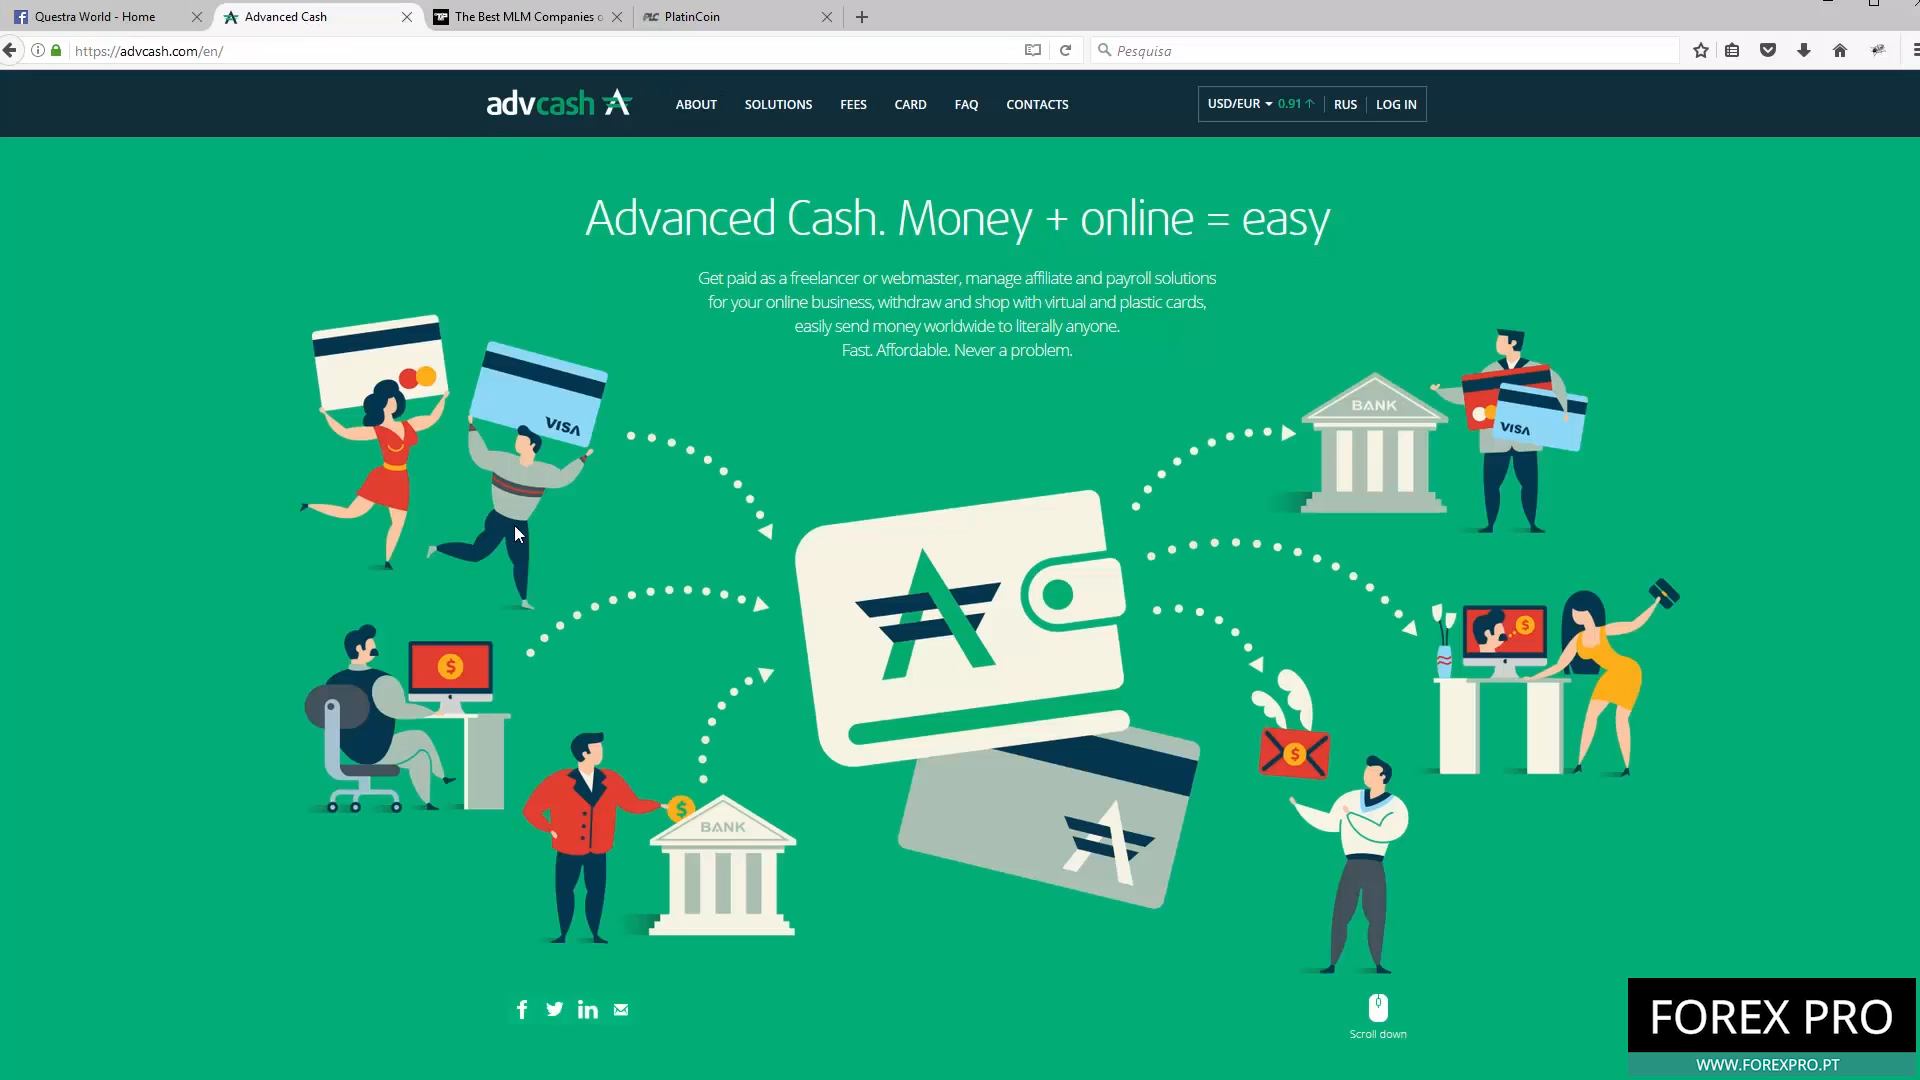 Questra World - Home
Advanced Cash
The Best MLM Companies o
PLC PlatinCoin
https://advcash.com/en/
Pesquisa
advcash
ABOUT
SOLUTIONS
FEES
CARD
FAQ
CONTACTS
USD/EUR 0.91
RUS
LOG IN
Advanced Cash. Money + online = easy
Get paid as a freelancer or webmaster, manage affiliate and payroll solutions
for your online business, withdraw and shop with virtual and plastic cards,
easily send money worldwide to literally anyone.
Fast. Affordable. Never a problem.
VISA
BANK
VISA
$
$
$
BANK
$
Scroll down
FOREX PRO
WWW.FOREXPRO.PT